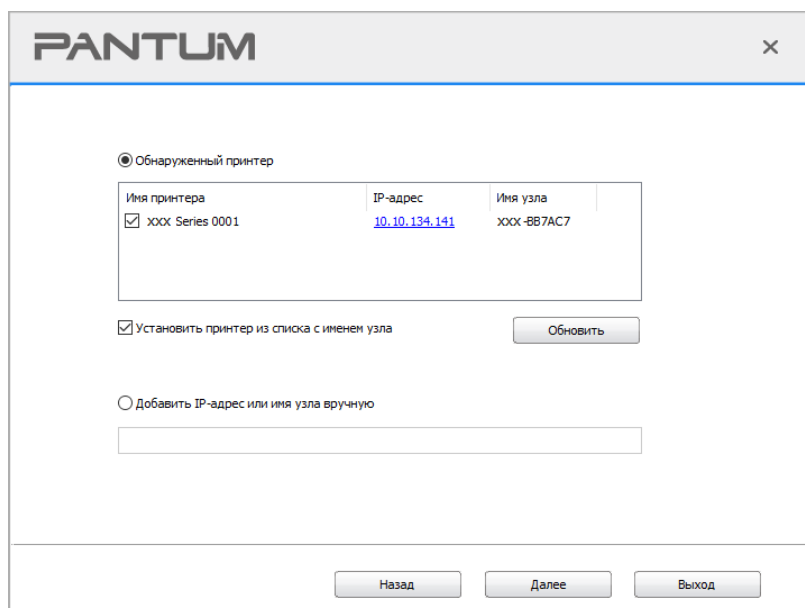 PANTUM
Обнаруженный принтер
Имя принтера IP-адрес Имя узла
XXX Series 0001 10.10.134.141 XXX-BB7AC7
Установить принтер из списка с именем узла Обновить
Добавить IP-адрес или имя узла вручную
Назад Далее Выход